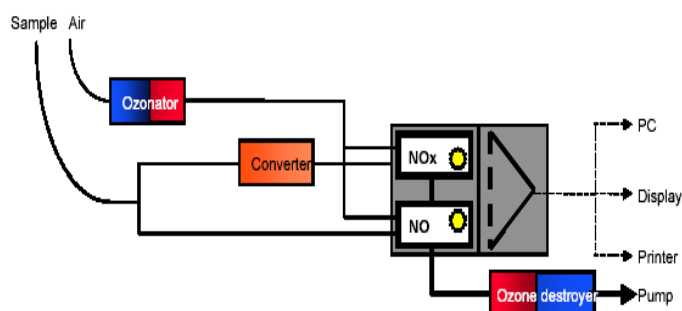 Sample Air
Ozonator
PC
Converter
NOx
Display
NO
Printer
Ozone destroyer
Pump